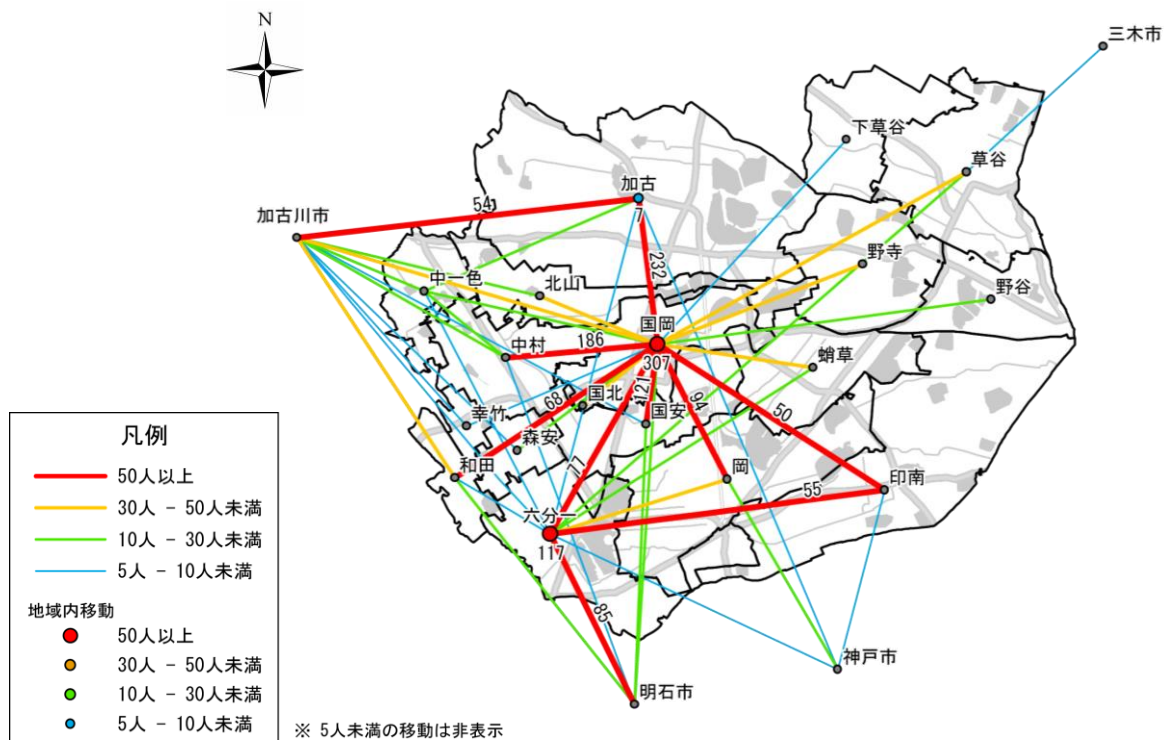 N
三木市
下草谷
草谷
加古
7
54
加古川市
232
野寺
中一色
北山
野谷
国岡
307
186
中村
蛸草
国北
68
121
国安
94
50
幸竹
森安
和田
77
岡
印南
55
六分一
117
85
神戸市
明石市
凡例
50人以上
30人 － 50人未満
10人 － 30人未満
5人 － 10人未満
地域内移動
50人以上
30人 － 50人未満
10人 － 30人未満
5人 － 10人未満
※ 5人未満の移動は非表示